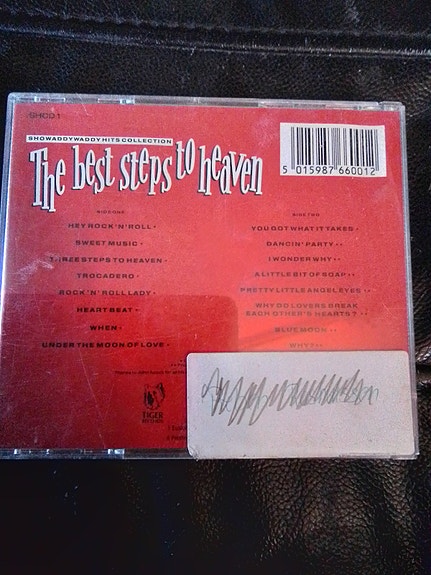 SHCD 1
SHOWADDYWADDY HITS COLLECTION
5 015987 660012
The best steps to heaven
SIDE ONE
HEY ROCK 'N' ROLL •
SWEET MUSIC •
THREE STEPS TO HEAVEN •
TROCADERO •
ROCK 'N' ROLL LADY •
HEART BEAT •
WHEN •
UNDER THE MOON OF LOVE •
SIDE TWO
YOU GOT WHAT IT TAKES •
DANCIN' PARTY • •
I WONDER WHY • •
A LITTLE BIT OF SOAP • •
PRETTY LITTLE ANGEL EYES • •
WHY DO LOVERS BREAK
EACH OTHER'S HEARTS? • •
BLUE MOON • •
WHY? • •
TIGER